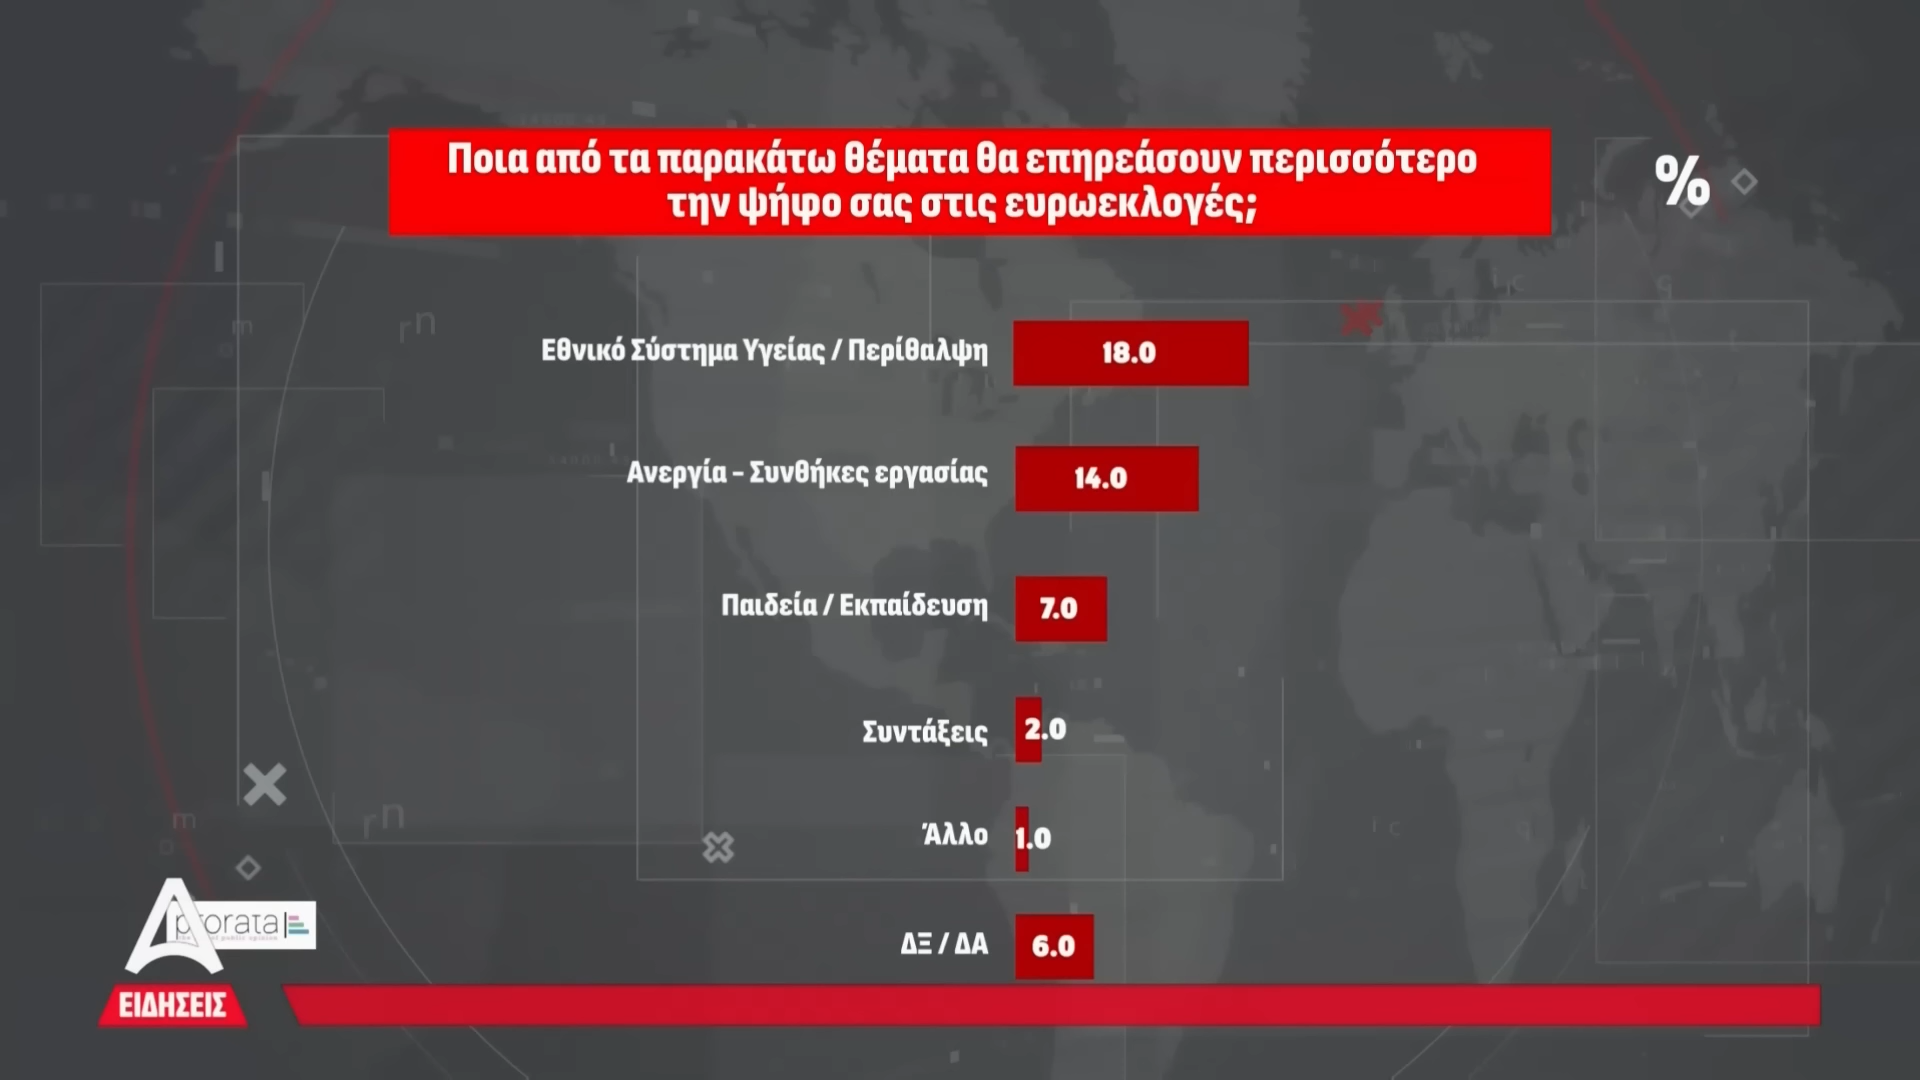 Ποια από τα παρακάτω θέματα θα επηρεάσουν περισσότερο
την ψήφο σας στις ευρωεκλογές;
%
Εθνικό Σύστημα Υγείας / Περίθαλψη
18.0
Ανεργία - Συνθήκες εργασίας
14.0
Παιδεία / Εκπαίδευση
7.0
Συντάξεις
2.0
Άλλο
1.0
ΔΞ / ΔΑ
6.0
prorata
ΕΙΔΗΣΕΙΣ